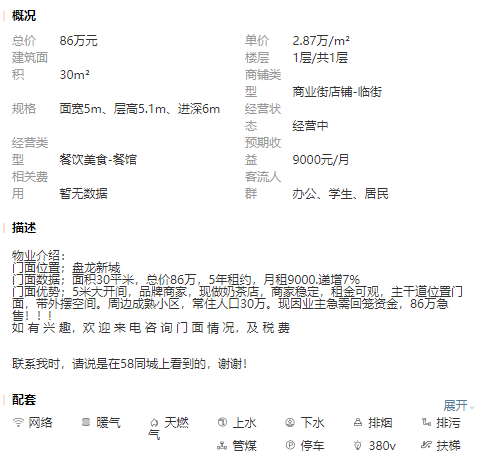 概况
总价 86万元 单价 2.87万/m²
建筑面积 30m² 楼层 1层/共1层
商铺类型 商业街店铺-临街
规格 面宽5m、层高5.1m、进深6m 经营状态 经营中
经营类型 餐饮美食-餐馆 预期收益 9000元/月
相关费用 暂无数据 客流人群 办公、学生、居民
描述
物业介绍：
门面位置：盘龙新城
门面数据：面积30平米，总价86万，5年租约，月租9000.递增7%
门面优势：5米大开间，品牌商家，现做奶茶店，商家稳定，租金可观，主干道位置门
面，带外摆空间。周边成熟小区，常住人口30万。现因业主急需回笼资金，86万急
售！！！
如 有 兴 趣，欢 迎 来 电 咨 询 门 面 情 况，及 税 费
联系我时，请说是在58同城上看到的，谢谢！
配套 展开
网络 暖气 天然气 上水 下水 排烟 排污
管煤 停车 380v 扶梯